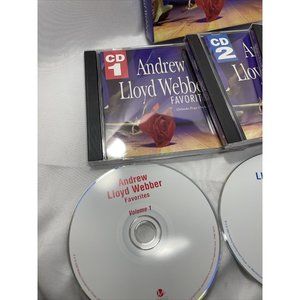 CD
1
Andrew
Lloyd Webber
FAVORITES
CD
2
Andrew
Lloyd Webber
Favorites
Volume 1